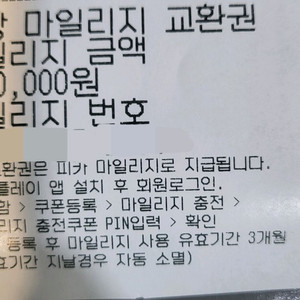 마일리지 교환권
리지 금액
0,000원
리지 번호
교환권은 피카 마일리지로 지급됩니다.
플레이 앱 설치 후 회원로그인.
함 > 쿠폰등록 > 마일리지 충전 >
리지 충전쿠폰 PIN입력 > 확인
등록 후 마일리지 사용 유효기간 3개월
효기간 지날경우 자동 소멸)